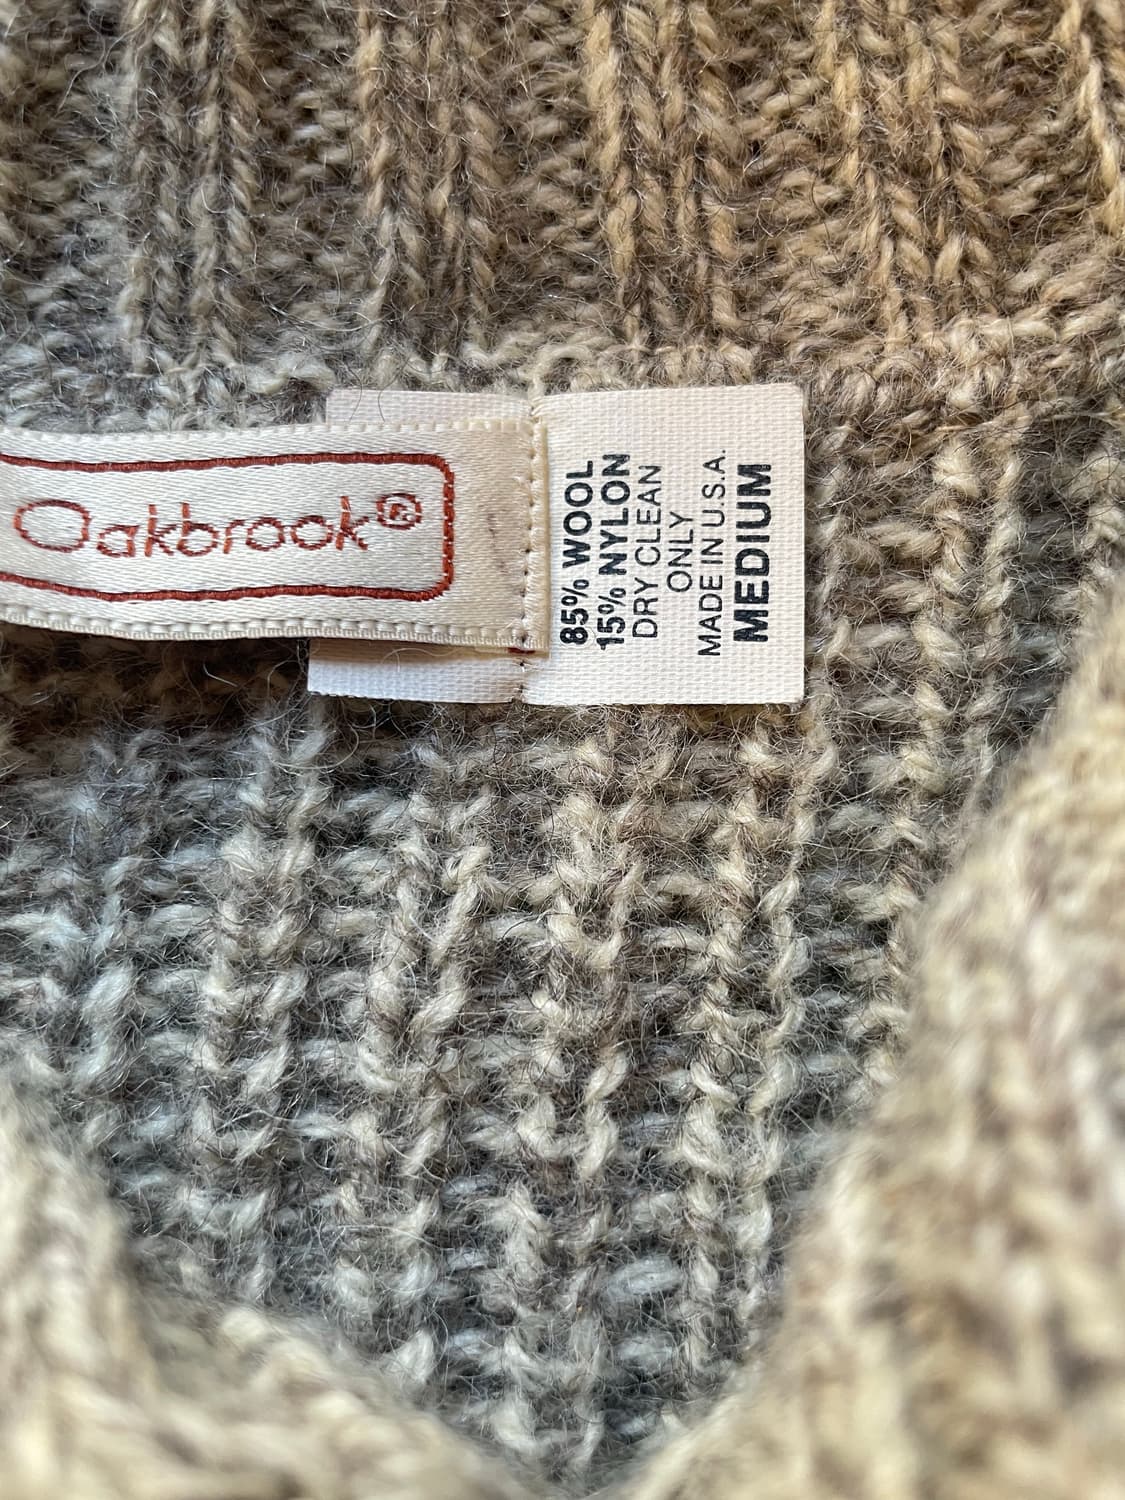 Oakbrook®
85% WOOL
15% NYLON
DRY CLEAN
ONLY
MADE IN U.S.A.
MEDIUM